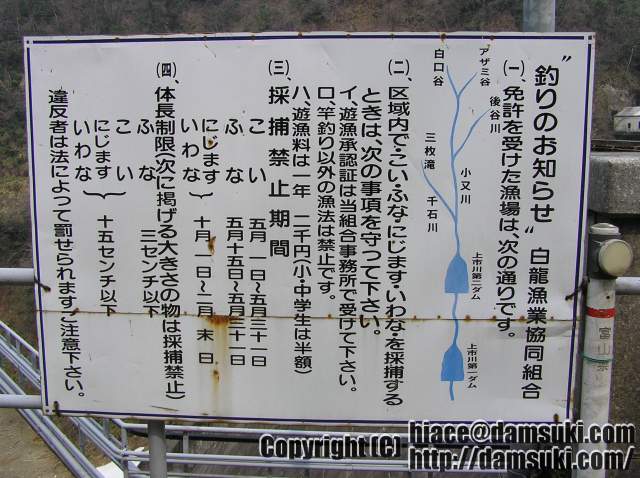 〝釣りのお知らせ〟白龍漁業協同組合
(一)、免許を受けた漁場は、次の通りです。
アザミ谷
後谷川
白口谷
小又川
三枚滝
千石川
上市川第二ダム
上市川第一ダム
(二)、区域内で・こい・ふな・にじます・いわな・を採捕する
ときは、次の事項を守って下さい。
イ、遊漁承認証は当組合事務所で受けて下さい。
ロ、竿釣り以外の漁法は禁止です。
ハ、遊漁料は一年 二千円(小・中学生は半額)
(三)、採捕禁止期間
こい 五月一日〜五月三十一日
ふな 五月十五日〜五月三十一日
にじます
いわな 十月一日〜二月末日
(四)、体長制限(次に掲げる大きさの物は採捕禁止)
ふな 三センチ以下
こい
にじます
いわな 十五センチ以下
違反者は法によって罰せられますご注意下さい。
富山県
Copyright (C) hiace@damsuki.com
http://damsuki.com/